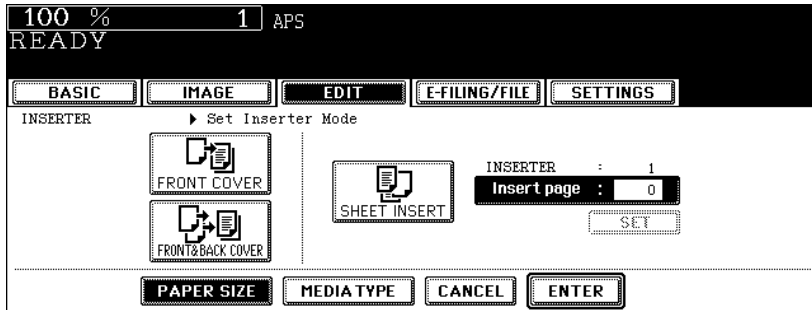 100 % 1 APS
READY
BASIC IMAGE EDIT E-FILING/FILE SETTINGS
INSERTER ▶ Set Inserter Mode
FRONT COVER
FRONT&BACK COVER
SHEET INSERT
INSERTER : 1
Insert page : 0
SET
PAPER SIZE MEDIA TYPE CANCEL ENTER